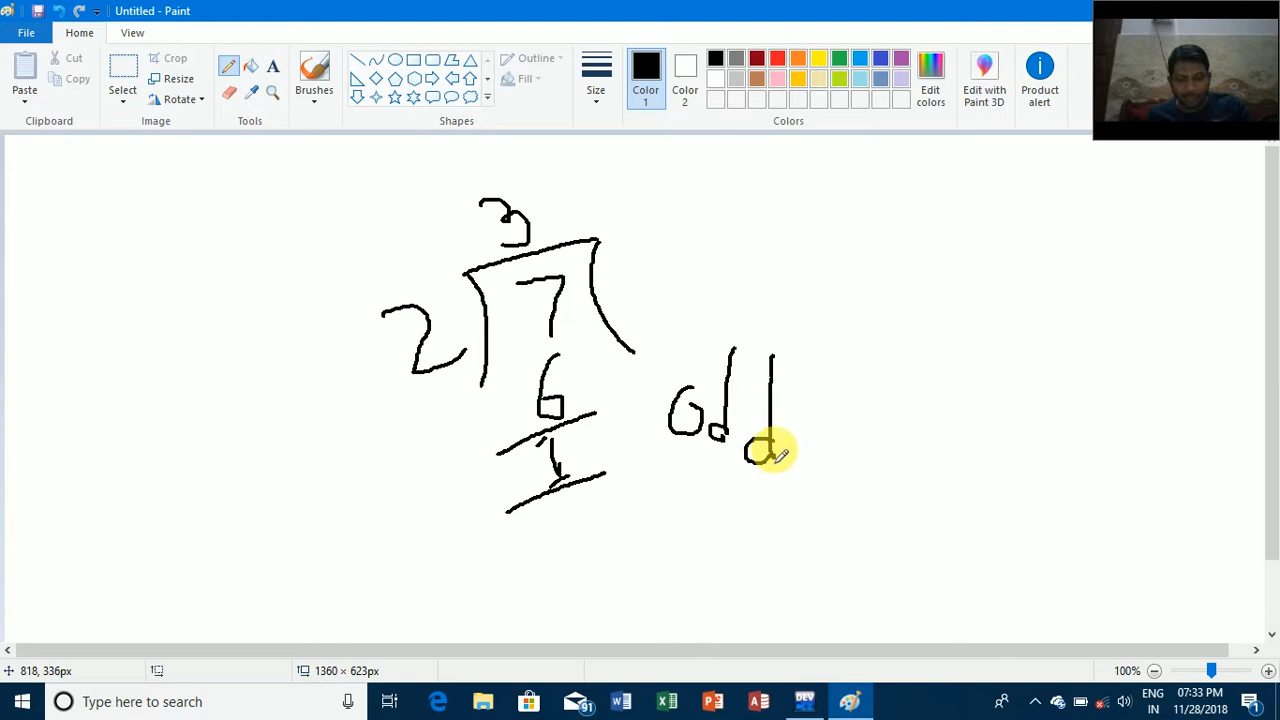 Untitled - Paint
File Home View
Cut
Copy
Paste
Clipboard
Crop
Resize
Rotate
Select
Image
A
Tools
Brushes
Outline
Fill
Shapes
Size
Color 1
Color 2
Edit colors
Colors
Edit with Paint 3D
Product alert
3
2 7
6
1
Odd
818, 336px
1360 × 623px
100%
Type here to search
91
ENG
IN
07:33 PM
11/28/2018
1